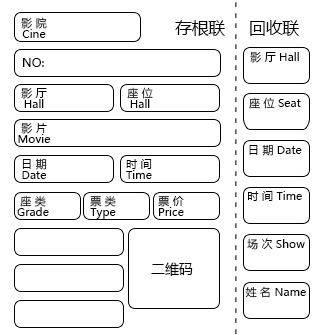 影院
Cine
存根联
NO:
影厅
Hall
座位
Hall
影片
Movie
日期
Date
时间
Time
座类
Grade
票类
Type
票价
Price
二维码
回收联
影厅 Hall
座位 Seat
日期 Date
时间 Time
场次 Show
姓名 Name